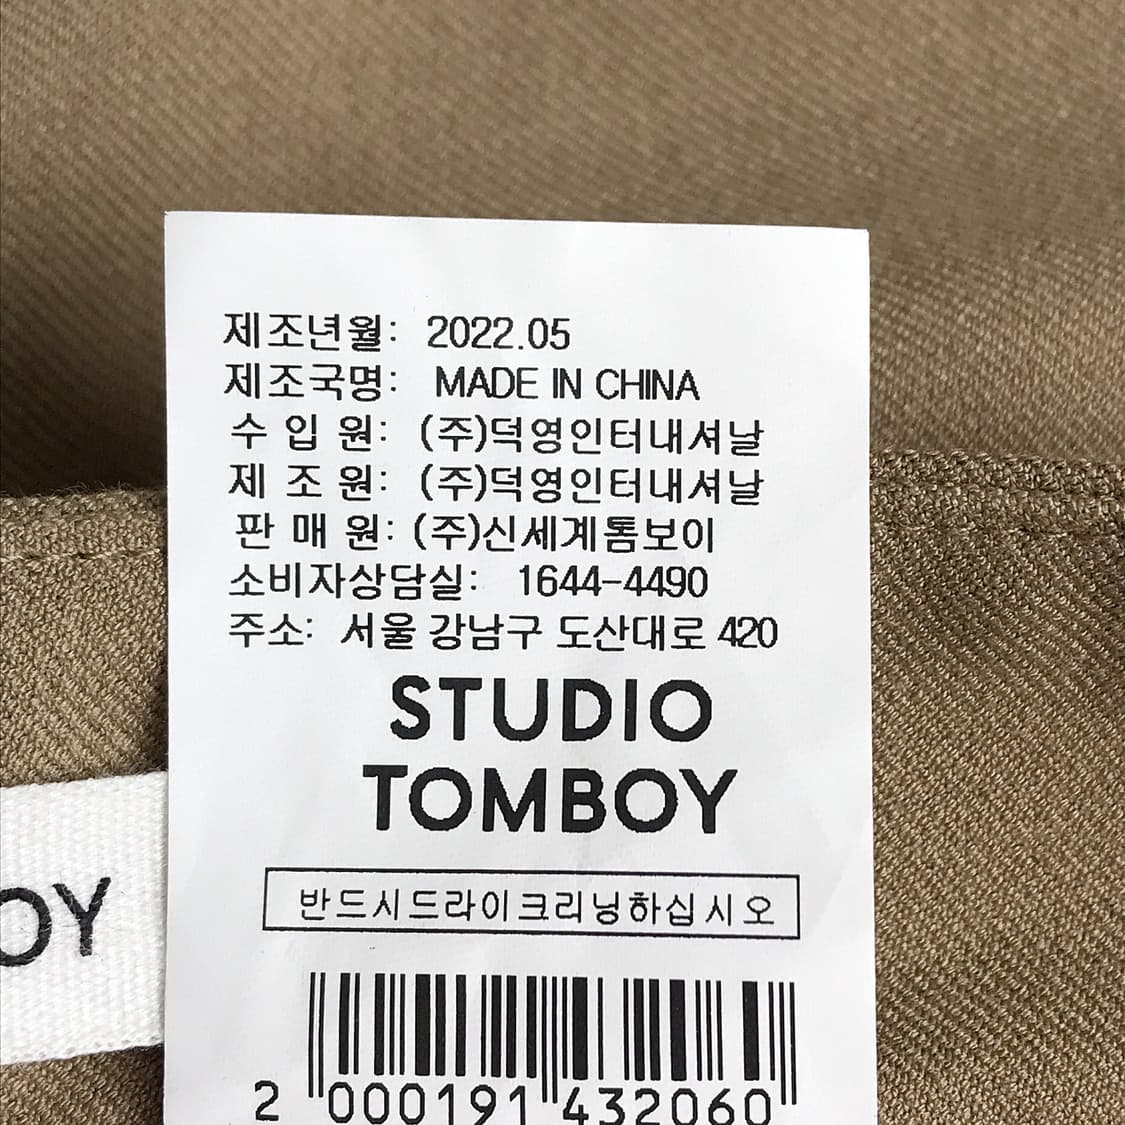 제조년월: 2022.05
제조국명: MADE IN CHINA
수 입 원: (주)덕영인터내셔날
제 조 원: (주)덕영인터내셔날
판 매 원: (주)신세계톰보이
소비자상담실: 1644-4490
주소: 서울 강남구 도산대로 420
STUDIO
TOMBOY
반드시드라이크리닝하십시오
OY
2 000191 432060